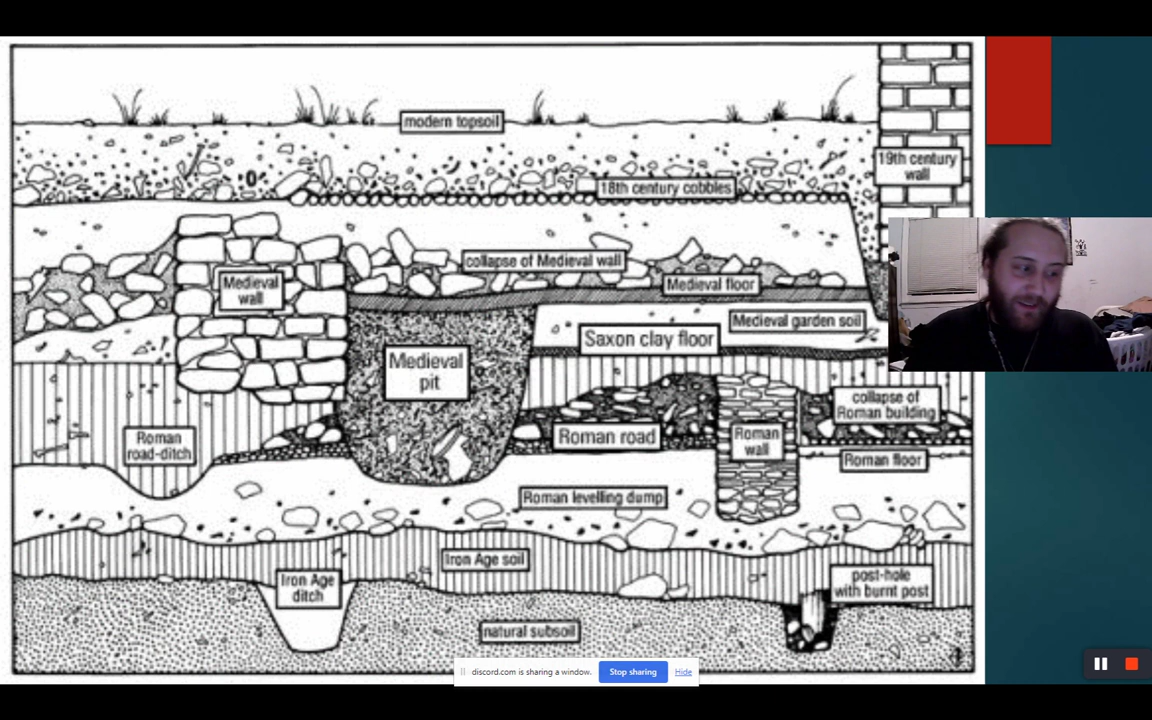 modern topsoil
19th century
wall
18th century cobbles
collapse of Medieval wall
Medieval
wall
Medieval floor
Medieval garden soil
Saxon clay floor
Medieval
pit
collapse of
Roman building
Roman
road-ditch
Roman road
Roman
wall
Roman floor
Roman levelling dump
Iron Age soil
Iron Age
ditch
post-hole
with burnt post
natural subsoil
discord.com is sharing a window.
Stop sharing
Hide